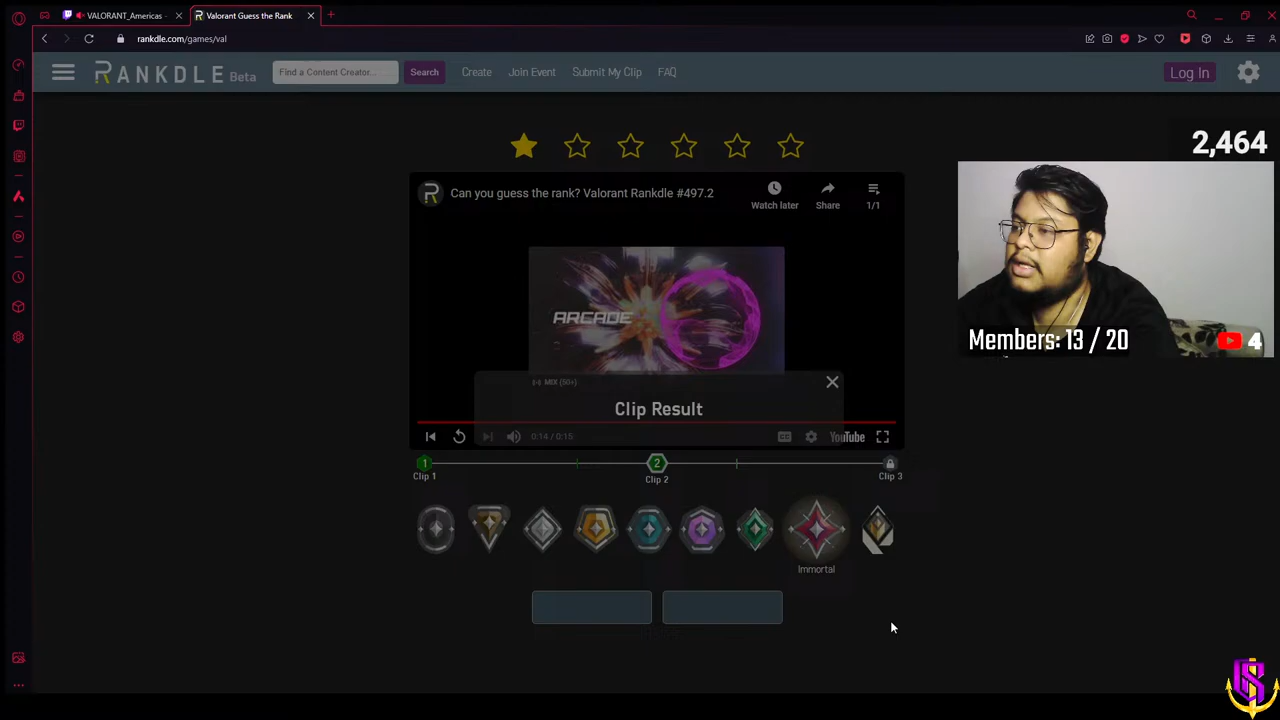 VALORANT_Americas -
Valorant Guess the Rank
rankdle.com/games/val
RANKDLE Beta
Find a Content Creator...
Search
Create
Join Event
Submit My Clip
FAQ
Log In
2,464
Can you guess the rank? Valorant Rankdle #497.2
Watch later
Share
1/1
ARCADE
MIX (50+)
Clip Result
Members: 13 / 20
4
0:14 / 0:15
CC
YouTube
1
2
Clip 1
Clip 2
Clip 3
Immortal